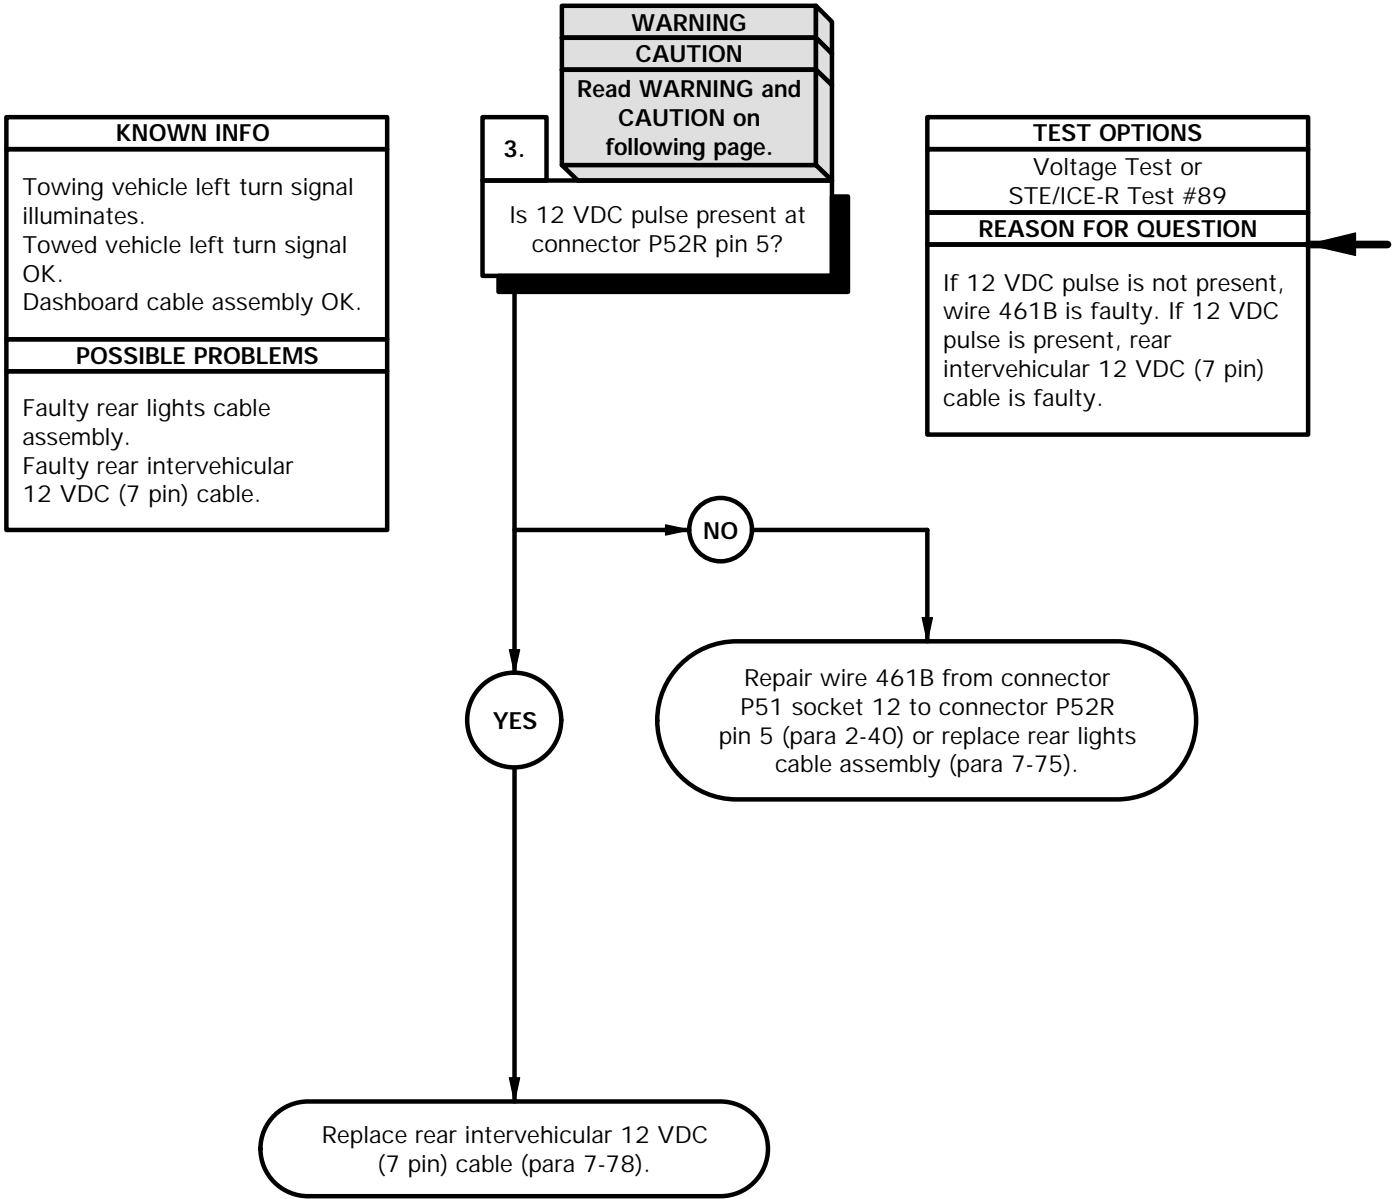 WARNING
CAUTION
Read WARNING and
CAUTION on
following page.
KNOWN INFO
Towing vehicle left turn signal
illuminates.
Towed vehicle left turn signal
OK.
Dashboard cable assembly OK.
POSSIBLE PROBLEMS
Faulty rear lights cable
assembly.
Faulty rear intervehicular
12 VDC (7 pin) cable.
3.
Is 12 VDC pulse present at
connector P52R pin 5?
TEST OPTIONS
Voltage Test or
STE/ICE-R Test #89
REASON FOR QUESTION
If 12 VDC pulse is not present,
wire 461B is faulty. If 12 VDC
pulse is present, rear
intervehicular 12 VDC (7 pin)
cable is faulty.
NO
Repair wire 461B from connector
P51 socket 12 to connector P52R
pin 5 (para 2-40) or replace rear lights
cable assembly (para 7-75).
YES
Replace rear intervehicular 12 VDC
(7 pin) cable (para 7-78).